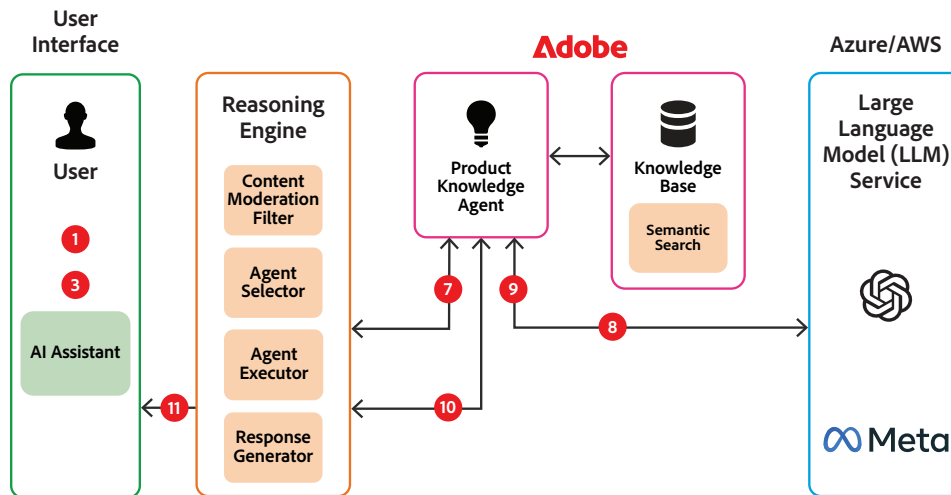 User
Interface
Adobe
Azure/AWS
User
1
3
AI Assistant
Reasoning
Engine
Content
Moderation
Filter
Agent
Selector
Agent
Executor
Response
Generator
Product
Knowledge
Agent
Knowledge
Base
Semantic
Search
Large
Language
Model (LLM)
Service
7
9
8
10
11
Meta